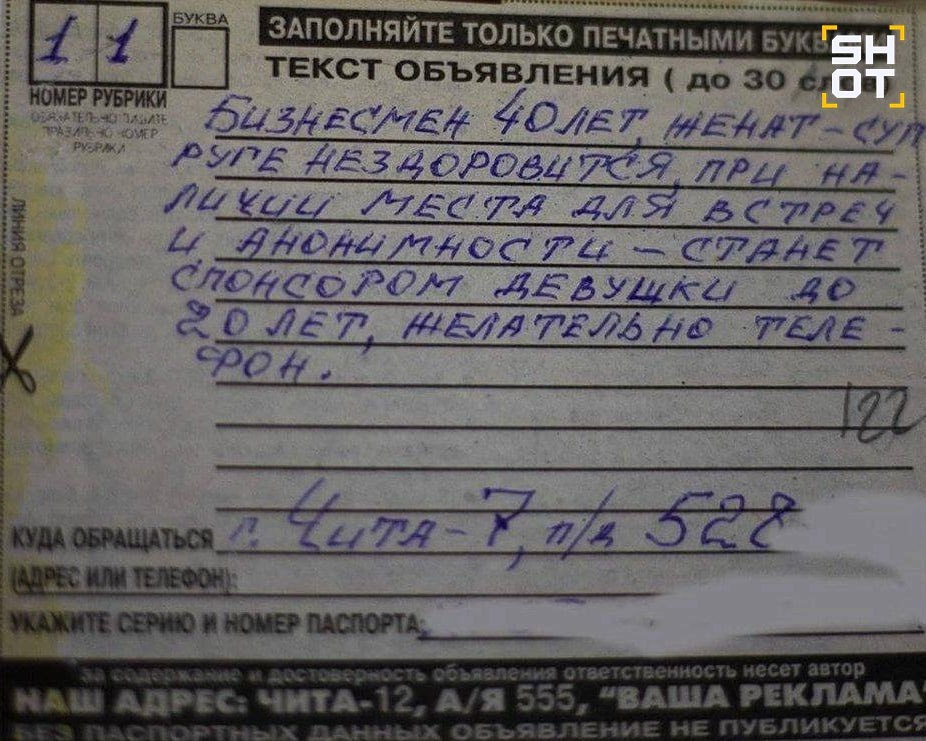 SHOT
11
БУКВА
ЗАПОЛНЯЙТЕ ТОЛЬКО ПЕЧАТНЫМИ
ТЕКСТ ОБЪЯВЛЕНИЯ ( до 30
НОМЕР РУБРИКИ
БИЗНЕСМЕН 40 ЛЕТ, ЖЕНАТ – СУП
РУГЕ НЕЗДОРОВИТСЯ, ПРИ НА-
ЛИЧИИ МЕСТА ДЛЯ ВСТРЕЧ
И АНОНИМНОСТИ – СТАНЕТ
СПОНСОРОМ ДЕВУШКИ ДО
20 ЛЕТ, ЖЕЛАТЕЛЬНО ТЕЛЕ-
ФОН.
ЛИНИЯ ОТРЕЗА
122
КУДА ОБРАЩАТЬСЯ г. Чита-7, п/д
(АДРЕС ИЛИ ТЕЛЕФОН):
УКАЖИТЕ СЕРИЮ И НОМЕР ПАСПОРТА:
За содержание и достоверность объявления ответственность несет автор
НАШ АДРЕС: ЧИТА-12, А/Я 555, "ВАША РЕКЛАМА"
БЕЗ ПАСПОРТНЫХ ДАННЫХ ОБЪЯВЛЕНИЕ НЕ ПУБЛИКУЕТСЯ